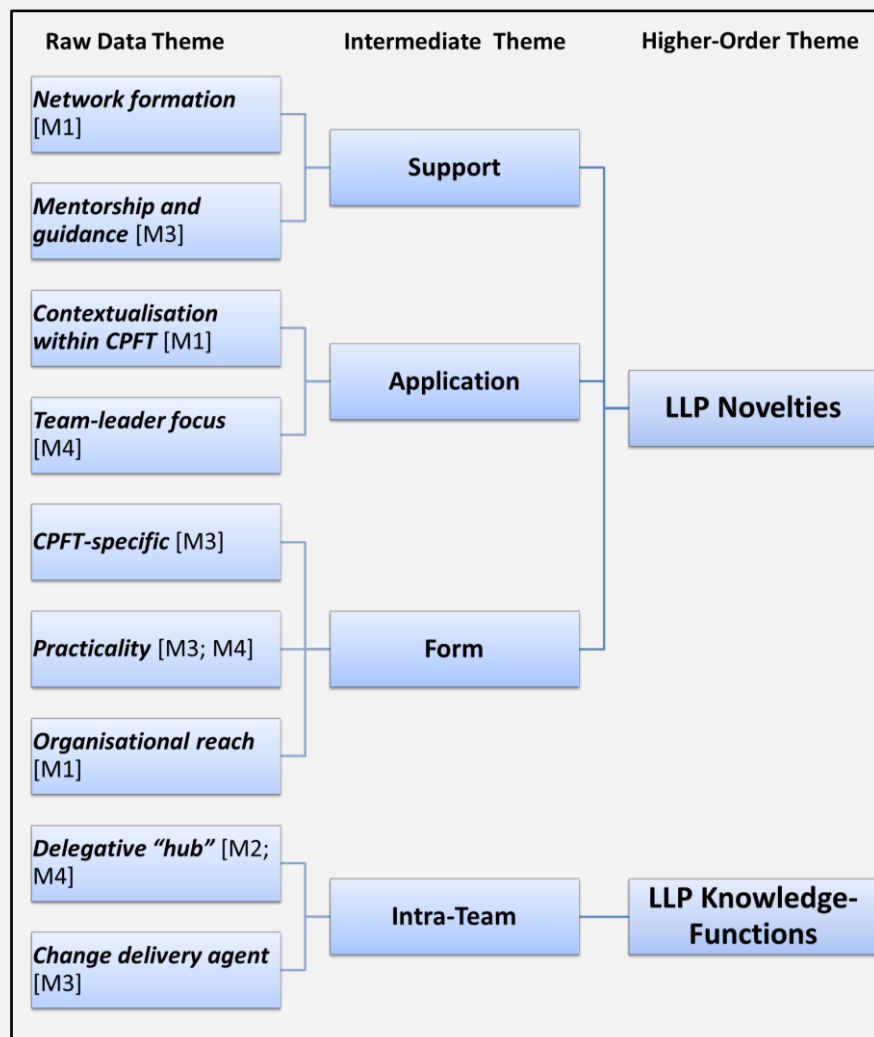 Raw Data Theme
Intermediate Theme
Higher-Order Theme
Network formation
[M1]
Mentorship and
guidance [M3]
Support
Contextualisation
within CPFT [M1]
Team-leader focus
[M4]
Application
CPFT-specific [M3]
Practicality [M3; M4]
Organisational reach
[M1]
Form
LLP Novelties
Delegative “hub” [M2;
M4]
Change delivery agent
[M3]
Intra-Team
LLP Knowledge-
Functions